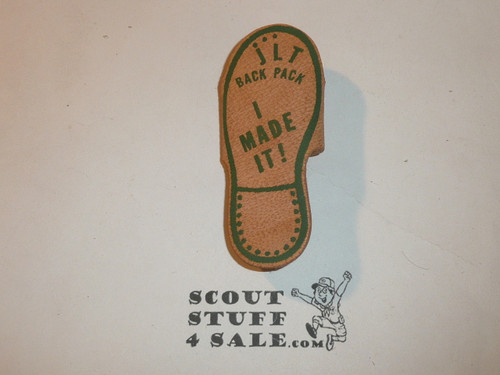 jLT
BACK PACK
I
MADE
IT!
SCOUT
STUFF
4 SALE.com